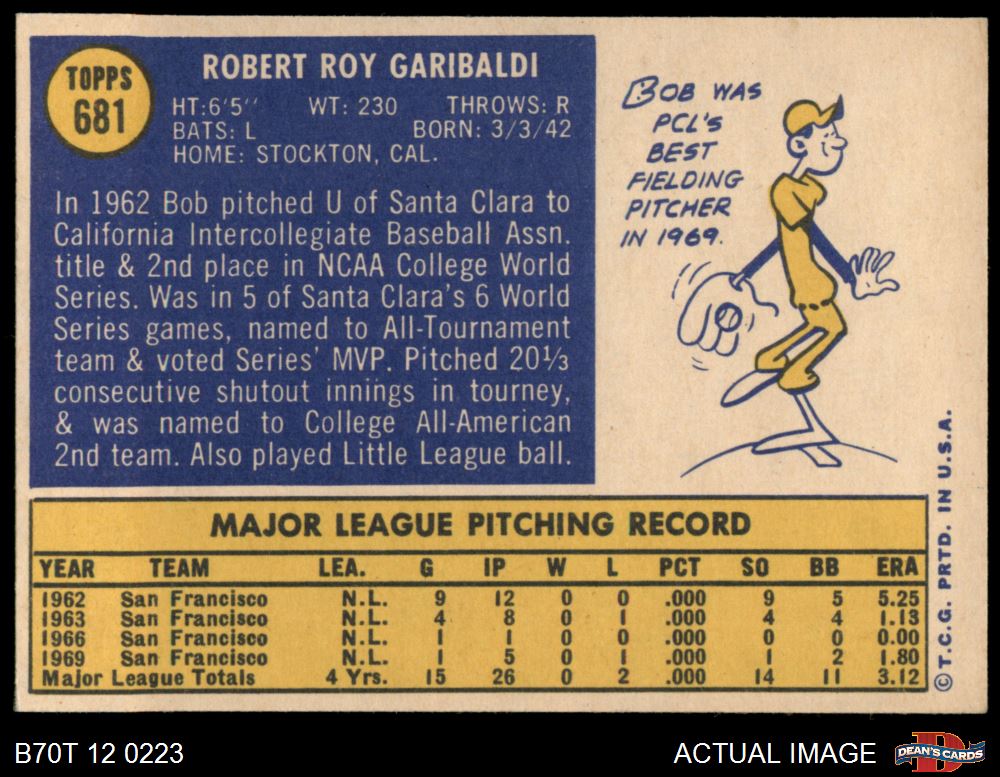 TOPPS
681
ROBERT ROY GARIBALDI
HT:6'5" WT: 230 THROWS: R
BATS: L BORN: 3/3/42
HOME: STOCKTON, CAL.
In 1962 Bob pitched U of Santa Clara to
California Intercollegiate Baseball Assn.
title & 2nd place in NCAA College World
Series. Was in 5 of Santa Clara's 6 World
Series games, named to All-Tournament
team & voted Series' MVP. Pitched 20⅓
consecutive shutout innings in tourney,
& was named to College All-American
2nd team. Also played Little League ball.
BOB WAS
PCL'S
BEST
FIELDING
PITCHER
IN 1969.
MAJOR LEAGUE PITCHING RECORD
YEAR TEAM LEA. G IP W L PCT SO BB ERA
1962 San Francisco N.L. 9 12 0 0 .000 9 5 5.25
1963 San Francisco N.L. 4 8 0 1 .000 4 4 1.13
1966 San Francisco N.L. 1 1 0 0 .000 0 0 0.00
1969 San Francisco N.L. 1 5 0 1 .000 1 2 1.80
Major League Totals 4 Yrs. 15 26 0 2 .000 14 11 3.12
© T.C.G. PRTD. IN U.S.A.
B70T 12 0223
ACTUAL IMAGE
D
DEAN'S CARDS